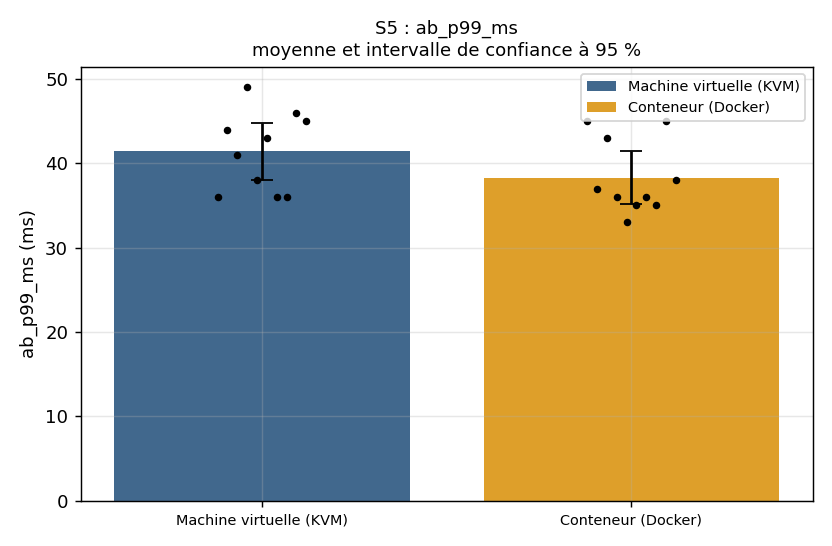 S5 : ab_p99_ms
moyenne et intervalle de confiance à 95 %
Machine virtuelle (KVM)
Conteneur (Docker)
ab_p99_ms (ms)
50
40
30
20
10
0
Machine virtuelle (KVM)
Conteneur (Docker)